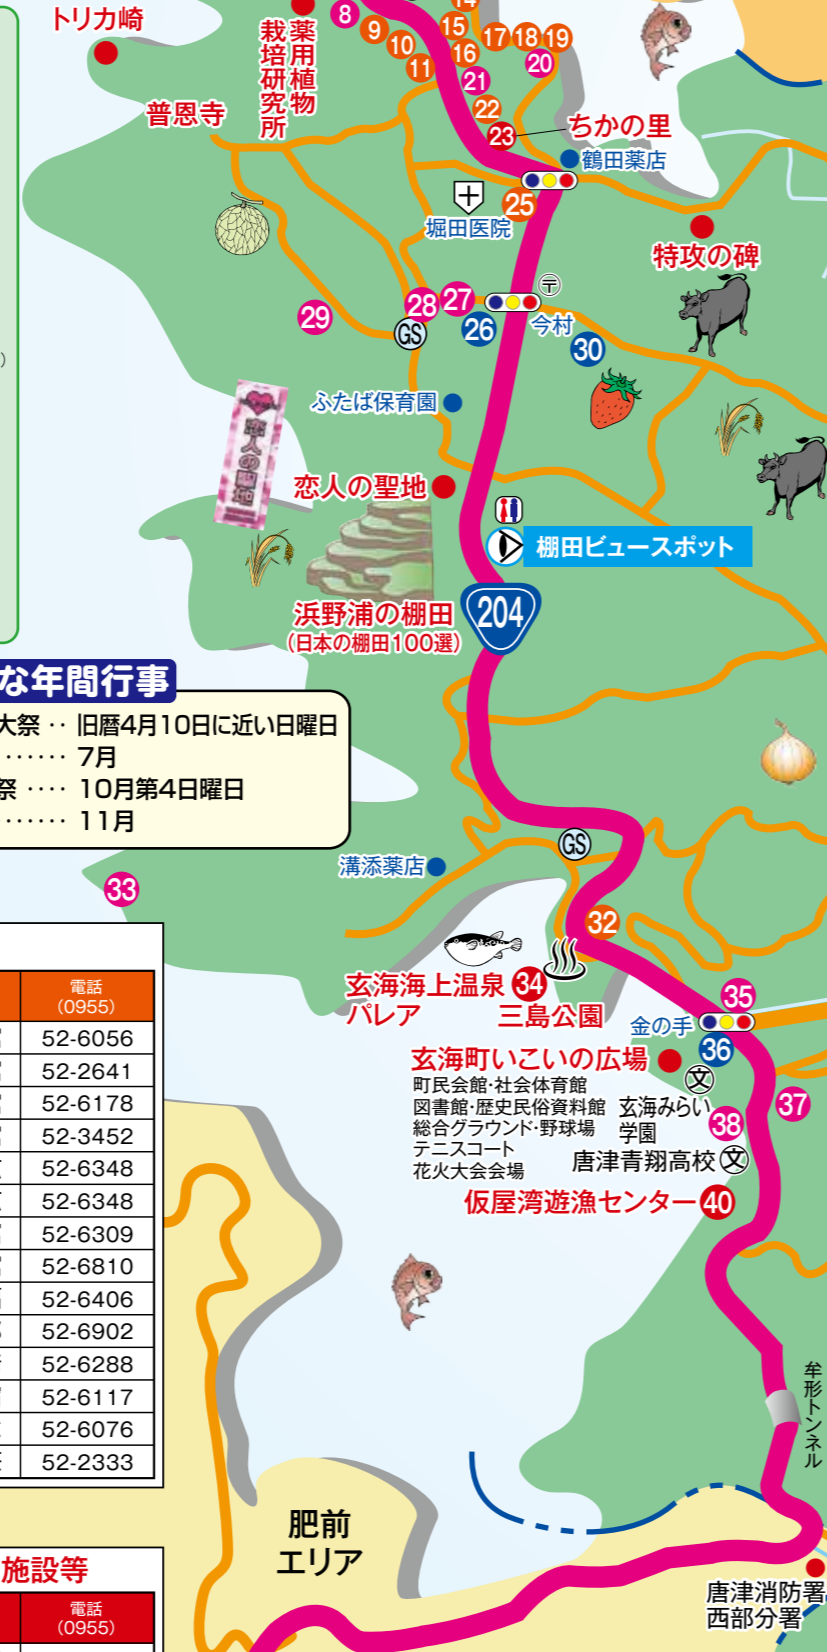 トリカ崎
薬用植物
栽培研究所
8
9
10
11
14
15
16
17
18
19
20
21
22
23
ちかの里
普恩寺
鶴田薬店
堀田医院
25
特攻の碑
29
28
27
GS
26
〒
今村
30
ふたば保育園
恋人の聖地
恋人の聖地
棚田ビュースポット
浜野浦の棚田
(日本の棚田100選)
204
な年間行事
大祭 ‥ 旧暦4月10日に近い日曜日
‥‥‥ 7月
祭 ‥‥ 10月第4日曜日
‥‥‥ 11月
GS
溝添薬店
33
32
玄海海上温泉 34
パレア
三島公園
35
金の手
36
玄海町いこいの広場
町民会館・社会体育館
図書館・歴史民俗資料館
総合グラウンド・野球場
テニスコート
花火大会会場
文
玄海みらい
学園
38
37
唐津青翔高校 文
仮屋湾遊漁センター 40
牟形トンネル
電話
(0955)
52-6056
52-2641
52-6178
52-3452
52-6348
52-6348
52-6309
52-6810
52-6406
52-6902
52-6288
52-6117
52-6076
52-2333
肥前
エリア
施設等
電話
(0955)
唐津消防署
西部分署